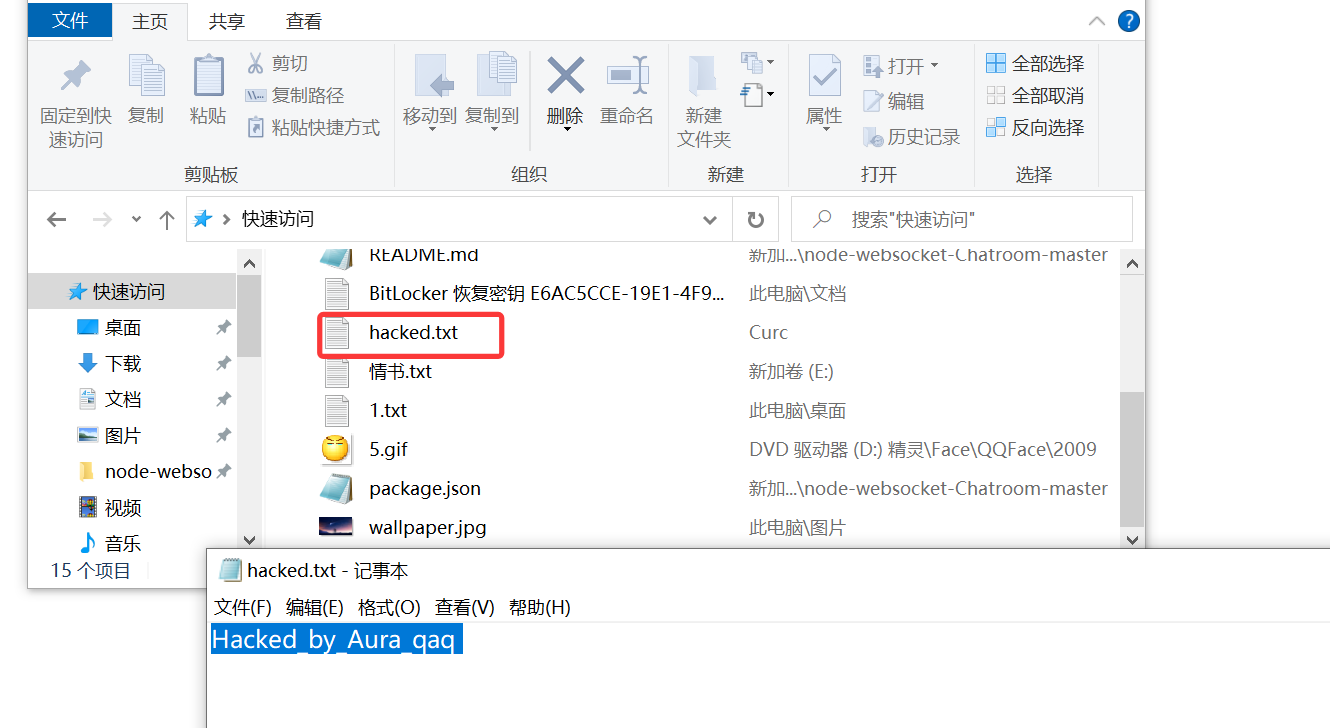 文件 主页 共享 查看
固定到快速访问
复制
粘贴
剪切
复制路径
粘贴快捷方式
剪贴板
移动到 复制到 删除 重命名
组织
新建
文件夹
新建
属性
打开
编辑
历史记录
打开
全部选择
全部取消
反向选择
选择
快速访问
搜索"快速访问"
快速访问
桌面
下载
文档
图片
node-webso
视频
音乐
README.md 新加...\node-websocket-Chatroom-master
BitLocker 恢复密钥 E6AC5CCE-19E1-4F9... 此电脑\文档
hacked.txt Curc
情书.txt 新加卷 (E:)
1.txt 此电脑\桌面
5.gif DVD 驱动器 (D:) 精灵\Face\QQFace\2009
package.json 新加...\node-websocket-Chatroom-master
wallpaper.jpg 此电脑\图片
15 个项目
hacked.txt - 记事本
文件(F) 编辑(E) 格式(O) 查看(V) 帮助(H)
Hacked_by_Aura_qaq